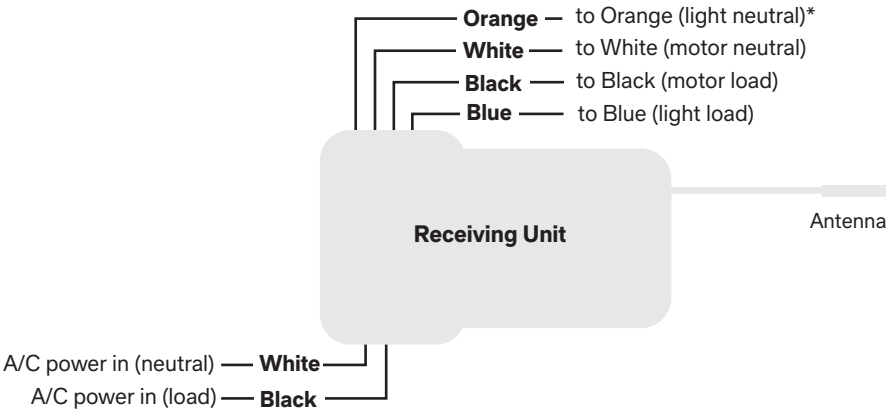 Orange to Orange (light neutral)*
White to White (motor neutral)
Black to Black (motor load)
Blue to Blue (light load)
Antenna
Receiving Unit
A/C power in (neutral) White
A/C power in (load) Black